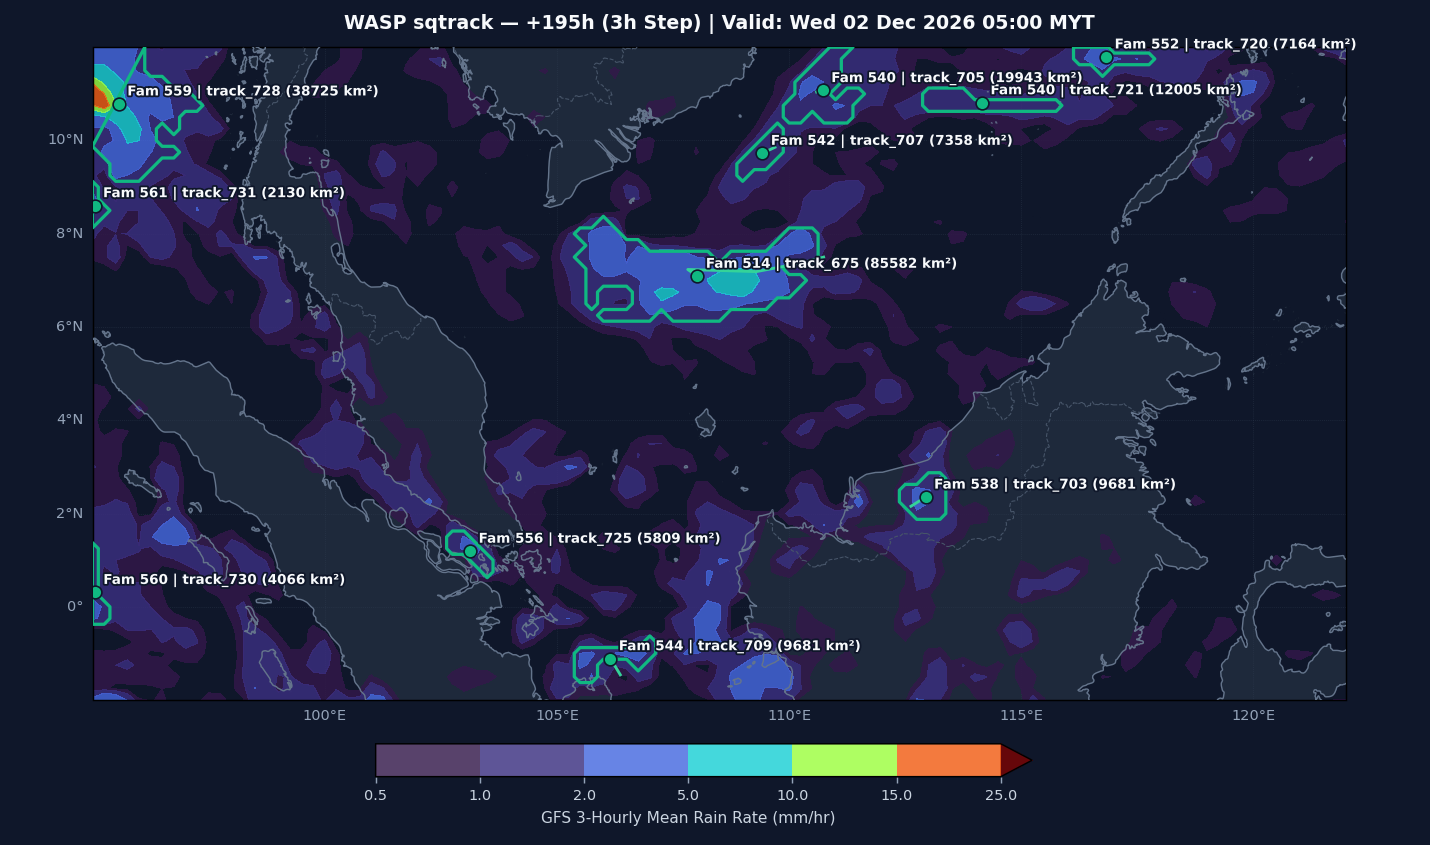 WASP sqtrack — +195h (3h Step) | Valid: Wed 02 Dec 2026 05:00 MYT
Fam 552 | track_720 (7164 km²)
Fam 540 | track_705 (19943 km²)
Fam 559 | track_728 (38725 km²)
Fam 540 | track_721 (12005 km²)
10°N
Fam 542 | track_707 (7358 km²)
Fam 561 | track_731 (2130 km²)
8°N
Fam 514 | track_675 (85582 km²)
6°N
4°N
Fam 538 | track_703 (9681 km²)
2°N
Fam 556 | track_725 (5809 km²)
Fam 560 | track_730 (4066 km²)
0°
Fam 544 | track_709 (9681 km²)
100°E 105°E 110°E 115°E 120°E
0.5 1.0 2.0 5.0 10.0 15.0 25.0
GFS 3-Hourly Mean Rain Rate (mm/hr)